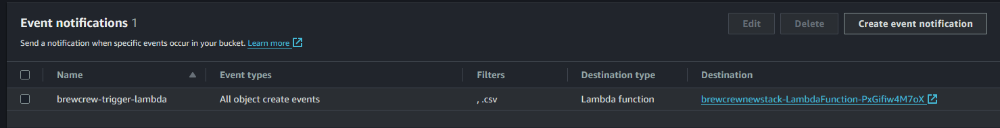 Event notifications 1
Edit
Delete
Create event notification
Send a notification when specific events occur in your bucket. Learn more
Name
Event types
Filters
Destination type
Destination
brewcrew-trigger-lambda
All object create events
, .csv
Lambda function
brewcrewnewstack-LambdaFunction-PxGifiw4M7oX